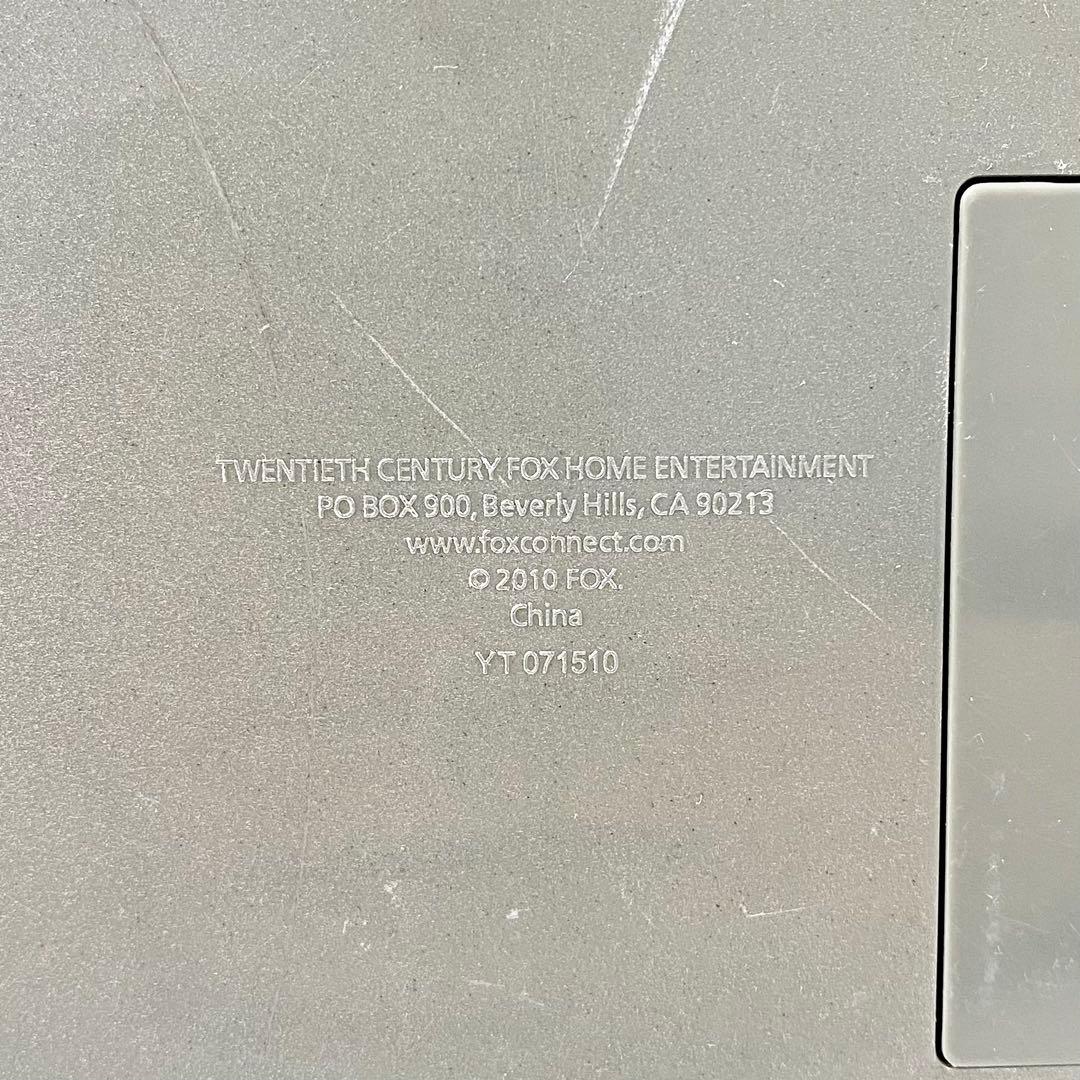 TWENTIETH CENTURY FOX HOME ENTERTAINMENT
PO BOX 900, Beverly Hills, CA 90213
www.foxconnect.com
© 2010 FOX.
China
YT 071510